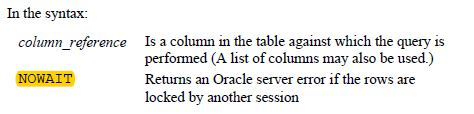 In the syntax:
column_reference Is a column in the table against which the query is
performed (A list of columns may also be used.)
NOWAIT Returns an Oracle server error if the rows are
locked by another session